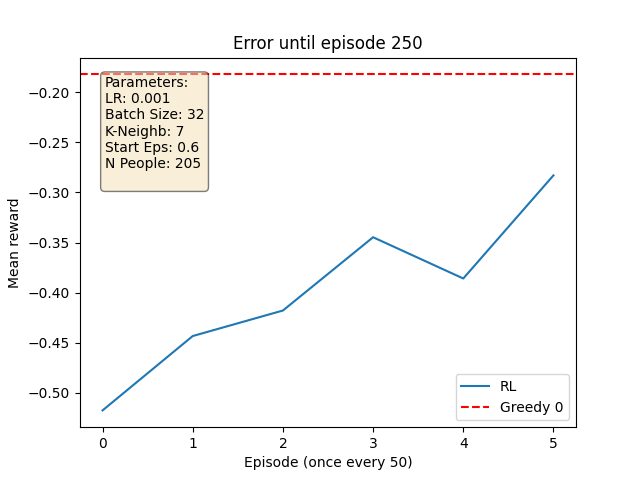 Error until episode 250
Parameters:
LR: 0.001
Batch Size: 32
K-Neighb: 7
Start Eps: 0.6
N People: 205
Mean reward
−0.20
−0.25
−0.30
−0.35
−0.40
−0.45
−0.50
RL
Greedy 0
0 1 2 3 4 5
Episode (once every 50)